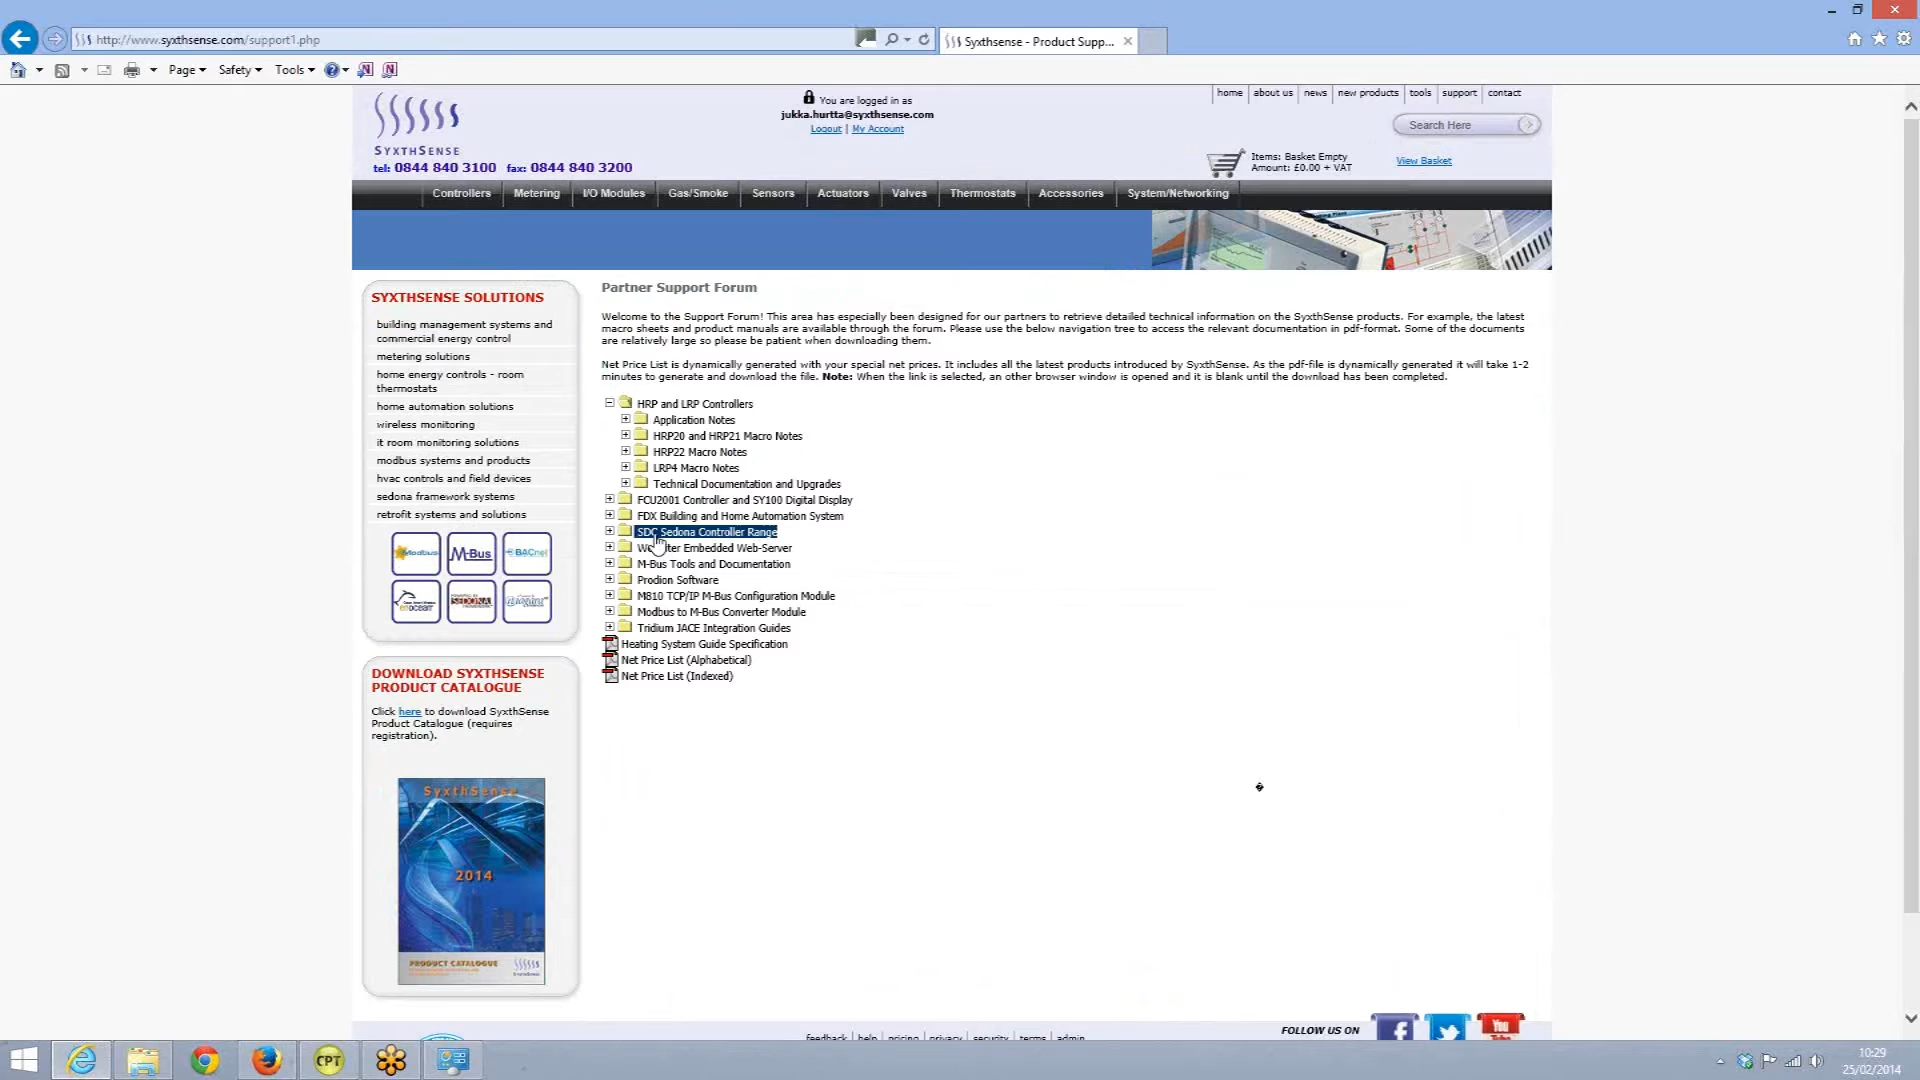 http://www.syxthsense.com/support1.php
Syxthsense - Product Supp...
Page
Safety
Tools
SYXTHSENSE
tel: 0844 840 3100 fax: 0844 840 3200
You are logged in as
jukka.hurtta@syxthsense.com
Logout | My Account
home
about us
news
new products
tools
support
contact
Search Here
Items: Basket Empty
Amount: £0.00 + VAT
View Basket
Controllers
Metering
I/O Modules
Gas/Smoke
Sensors
Actuators
Valves
Thermostats
Accessories
System/Networking
SYXTHSENSE SOLUTIONS
building management systems and
commercial energy control
metering solutions
home energy controls - room
thermostats
home automation solutions
wireless monitoring
it room monitoring solutions
modbus systems and products
hvac controls and field devices
sedona framework systems
retrofit systems and solutions
Modbus
M-Bus
BACnet
enocean
SEDONA
DOWNLOAD SYXTHSENSE
PRODUCT CATALOGUE
Click here to download SyxthSense
Product Catalogue (requires
registration).
SyxthSense
2014
PRODUCT CATALOGUE
Partner Support Forum
Welcome to the Support Forum! This area has especially been designed for our partners to retrieve detailed technical information on the SyxthSense products. For example, the latest
macro sheets and product manuals are available through the forum. Please use the below navigation tree to access the relevant documentation in pdf-format. Some of the documents
are relatively large so please be patient when downloading them.
Net Price List is dynamically generated with your special net prices. It includes all the latest products introduced by SyxthSense. As the pdf-file is dynamically generated it will take 1-2
minutes to generate and download the file. Note: When the link is selected, an other browser window is opened and it is blank until the download has been completed.
HRP and LRP Controllers
Application Notes
HRP20 and HRP21 Macro Notes
HRP22 Macro Notes
LRP4 Macro Notes
Technical Documentation and Upgrades
FCU2001 Controller and SY100 Digital Display
FDX Building and Home Automation System
SDC Sedona Controller Range
Embedded Web-Server
M-Bus Tools and Documentation
Prodion Software
M810 TCP/IP M-Bus Configuration Module
Modbus to M-Bus Converter Module
Tridium JACE Integration Guides
Heating System Guide Specification
Net Price List (Alphabetical)
Net Price List (Indexed)
feedback | help | pricing | privacy | security | terms | admin
FOLLOW US ON
You
CPT
10:29
25/02/2014